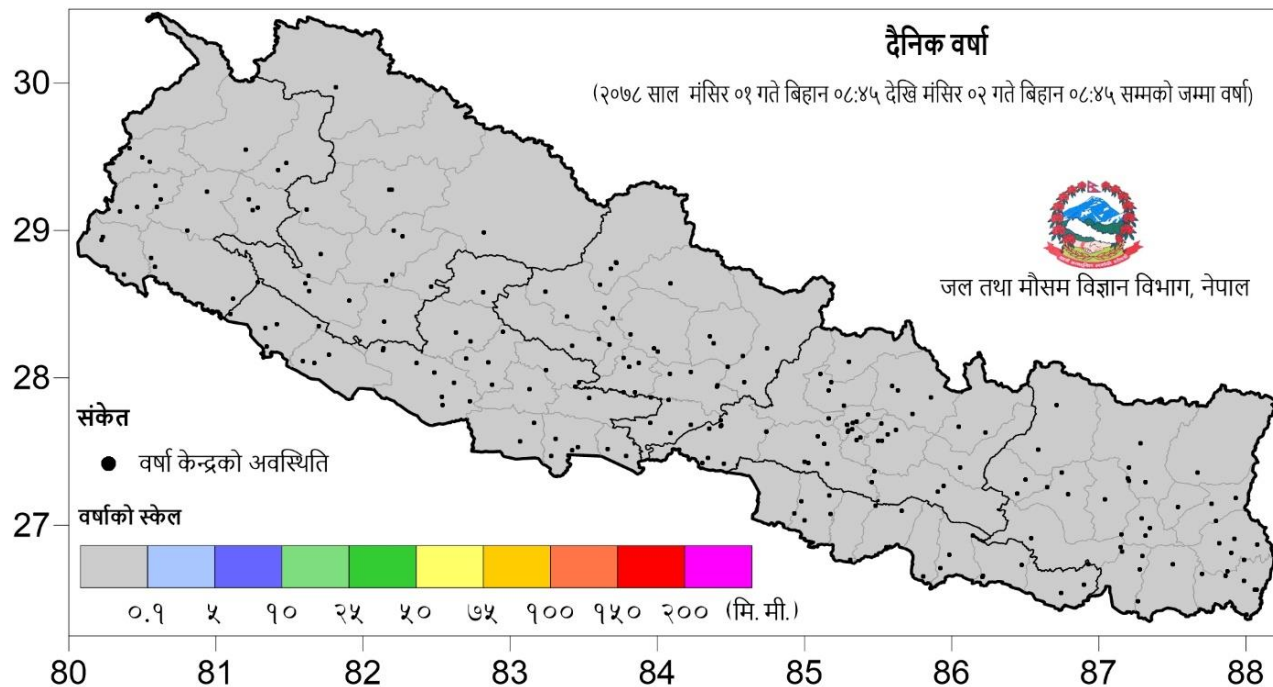 दैनिक वर्षा
(२०७८ साल मंसिर ०१ गते बिहान ०८:४५ देखि मंसिर ०२ गते बिहान ०८:४५ सम्मको जम्मा वर्षा)
जल तथा मौसम विज्ञान विभाग, नेपाल
30
29
28
27
संकेत
वर्षा केन्द्रको अवस्थिति
वर्षाको स्केल
०.१ ५ १० २५ ५० ७५ १०० १५० २०० (मि. मी.)
80 81 82 83 84 85 86 87 88